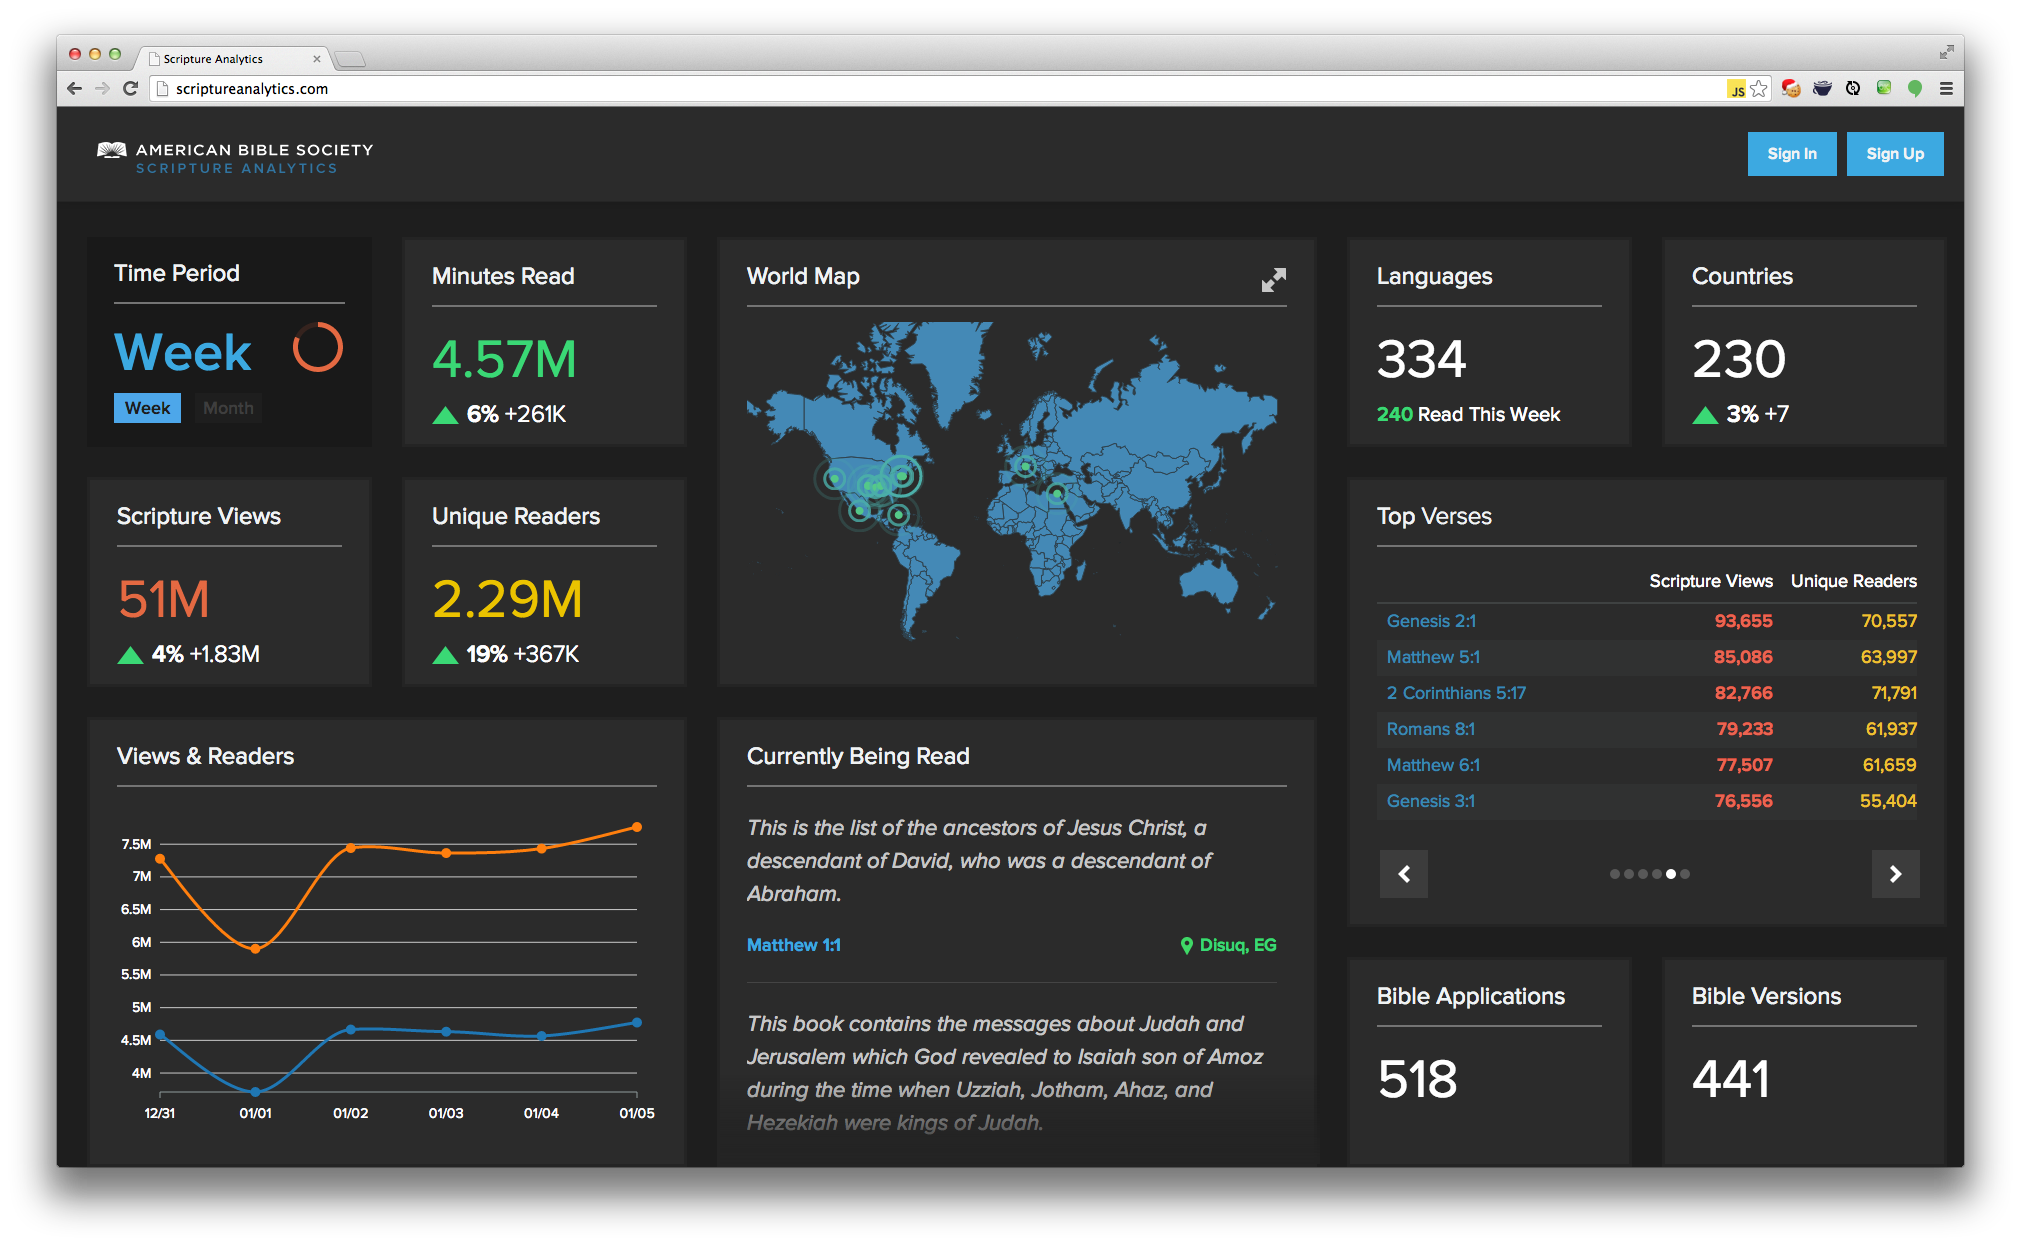 Scripture Analytics
scriptureanalytics.com
JS
AMERICAN BIBLE SOCIETY
SCRIPTURE ANALYTICS
Sign In
Sign Up
Time Period
Week
Week
Month
Minutes Read
4.57M
6% +261K
World Map
Languages
334
240 Read This Week
Countries
230
3% +7
Scripture Views
51M
4% +1.83M
Unique Readers
2.29M
19% +367K
Top Verses
Scripture Views Unique Readers
Genesis 2:1 93,655 70,557
Matthew 5:1 85,086 63,997
2 Corinthians 5:17 82,766 71,791
Romans 8:1 79,233 61,937
Matthew 6:1 77,507 61,659
Genesis 3:1 76,556 55,404
Views & Readers
7.5M
7M
6.5M
6M
5.5M
5M
4.5M
4M
12/31 01/01 01/02 01/03 01/04 01/05
Currently Being Read
This is the list of the ancestors of Jesus Christ, a
descendant of David, who was a descendant of
Abraham.
Matthew 1:1 Disuq, EG
This book contains the messages about Judah and
Jerusalem which God revealed to Isaiah son of Amoz
during the time when Uzziah, Jotham, Ahaz, and
Hezekiah were kings of Judah.
Bible Applications
518
Bible Versions
441